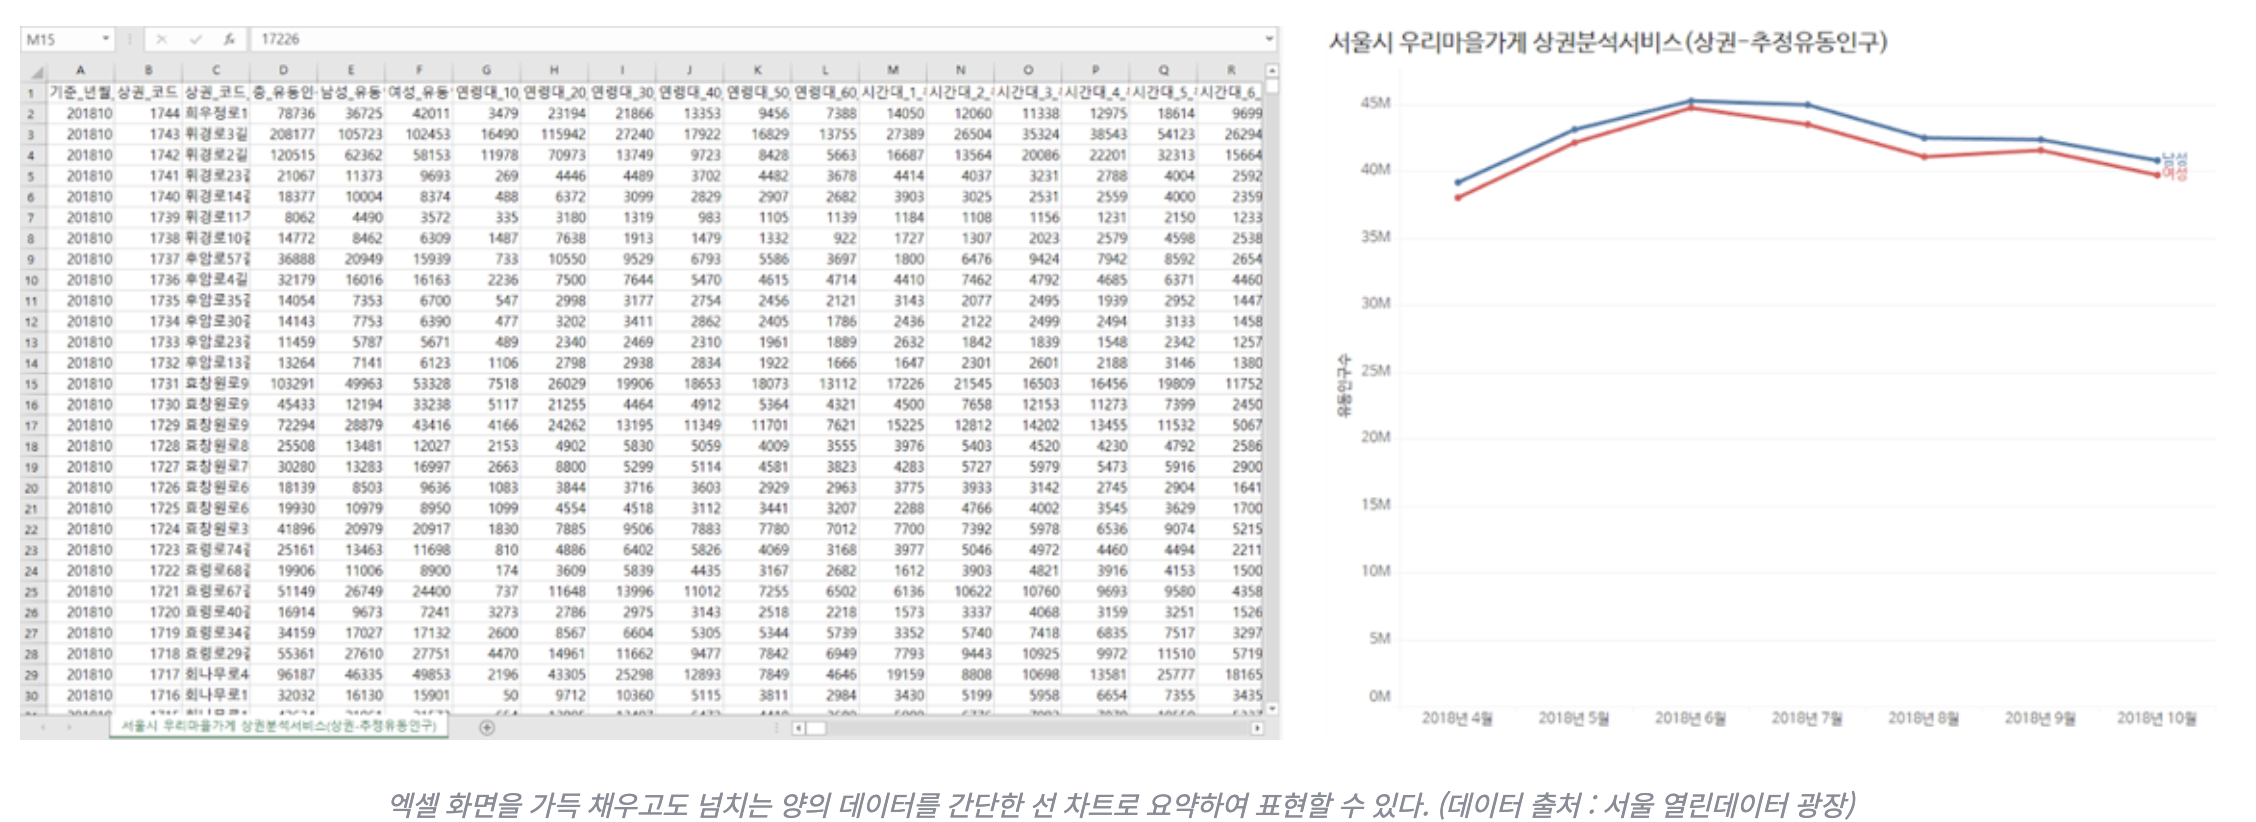 M15 fx 17226
A B C D E F G H I J K L M N O P Q R
1 기준_년월 상권_코드 상권_코드_ 총_유동인 남성_유동 여성_유동 연령대_10 연령대_20 연령대_30 연령대_40 연령대_50 연령대_60 시간대_1_ 시간대_2_ 시간대_3_ 시간대_4_ 시간대_5_ 시간대_6_
2 201810 1744 희우정로1 78736 36725 42011 3479 23194 21866 13353 9456 7388 14050 12060 11338 12975 18614 9699
3 201810 1743 휘경로3길 208177 105723 102453 16490 115942 27240 17922 16829 13755 27389 26504 35324 38543 54123 26294
4 201810 1742 휘경로2길 120515 62362 58153 11978 70973 13749 9723 8428 5663 16687 13564 20086 22201 32313 15664
5 201810 1741 휘경로23길 21067 11373 9693 269 4446 4489 3702 4482 3678 4414 4037 3231 2788 4004 2592
6 201810 1740 휘경로14길 18377 10004 8374 488 6372 3099 2829 2907 2682 3903 3025 2531 2559 4000 2359
7 201810 1739 휘경로11 8062 4490 3572 335 3180 1319 983 1105 1139 1184 1108 1156 1231 2150 1233
8 201810 1738 휘경로10길 14772 8462 6309 1487 7638 1913 1479 1332 922 1727 1307 2023 2579 4598 2538
9 201810 1737 후암로57길 36888 20949 15939 733 10550 9529 6793 5586 3697 1800 6476 9424 7942 8592 2654
10 201810 1736 후암로4길 32179 16016 16163 2236 7500 7644 5470 4615 4714 4410 7462 4792 4685 6371 4460
11 201810 1735 후암로35길 14054 7353 6700 547 2998 3177 2754 2456 2121 3143 2077 2495 1939 2952 1447
12 201810 1734 후암로30길 14143 7753 6390 477 3202 3411 2862 2405 1786 2436 2122 2499 2494 3133 1458
13 201810 1733 후암로23길 11459 5787 5671 489 2340 2469 2310 1961 1889 2632 1842 1839 1548 2342 1257
14 201810 1732 후암로13길 13264 7141 6123 1106 2798 2938 2834 1922 1666 1647 2301 2601 2188 3146 1380
15 201810 1731 효창원로9 103291 49963 53328 7518 26029 19906 18653 18073 13112 17226 21545 16503 16456 19809 11752
16 201810 1730 효창원로9 45433 12194 33238 5117 21255 4464 4912 5364 4321 4500 7658 12153 11273 7399 2450
17 201810 1729 효창원로9 72294 28879 43416 4166 24262 13195 11349 11701 7621 15225 12812 14202 13455 11532 5067
18 201810 1728 효창원로8 25508 13481 12027 2153 4902 5830 5059 4009 3555 3976 5403 4520 4230 4792 2586
19 201810 1727 효창원로7 30280 13283 16997 2663 8800 5299 5114 4581 3823 4283 5727 5979 5473 5916 2900
20 201810 1726 효창원로6 18139 8503 9636 1083 3844 3716 3603 2929 2963 3775 3933 3142 2745 2904 1641
21 201810 1725 효창원로6 19930 10979 8950 1099 4554 4518 3112 3441 3207 2288 4766 4002 3545 3629 1700
22 201810 1724 효창원로3 41896 20979 20917 1830 7885 9506 7883 7780 7012 7700 7392 5978 6536 9074 5215
23 201810 1723 효령로74길 25161 13463 11698 810 4886 6402 5826 4069 3168 3977 5046 4972 4460 4494 2211
24 201810 1722 효령로68길 19906 11006 8900 174 3609 5839 4435 3167 2682 1612 3903 4821 3916 4153 1500
25 201810 1721 효령로67길 51149 26749 24400 737 11648 13996 11012 7255 6502 6136 10622 10760 9693 9580 4358
26 201810 1720 효령로40길 16914 9673 7241 3273 2786 2975 3143 2518 2218 1573 3337 4068 3159 3251 1526
27 201810 1719 효령로34길 34159 17027 17132 2600 8567 6604 5305 5344 5739 3352 5740 7418 6835 7517 3297
28 201810 1718 효령로29길 55361 27610 27751 4470 14961 11662 9477 7842 6949 7793 9443 10925 9972 11510 5719
29 201810 1717 회나무로4 96187 46335 49853 2196 43305 25298 12893 7849 4646 19159 8808 10698 13581 25777 18165
30 201810 1716 회나무로1 32032 16130 15901 50 9712 10360 5115 3811 2984 3430 5199 5958 6654 7355 3435
서울시 우리마을가게 상권분석서비스(상권-추정유동인구)
서울시 우리마을가게 상권분석서비스(상권-추정유동인구)
45M
40M
35M
30M
25M
20M
15M
10M
5M
0M
유동인구수
남성
여성
2018년 4월 2018년 5월 2018년 6월 2018년 7월 2018년 8월 2018년 9월 2018년 10월
엑셀 화면을 가득 채우고도 넘치는 양의 데이터를 간단한 선 차트로 요약하여 표현할 수 있다. (데이터 출처 : 서울 열린데이터 광장)